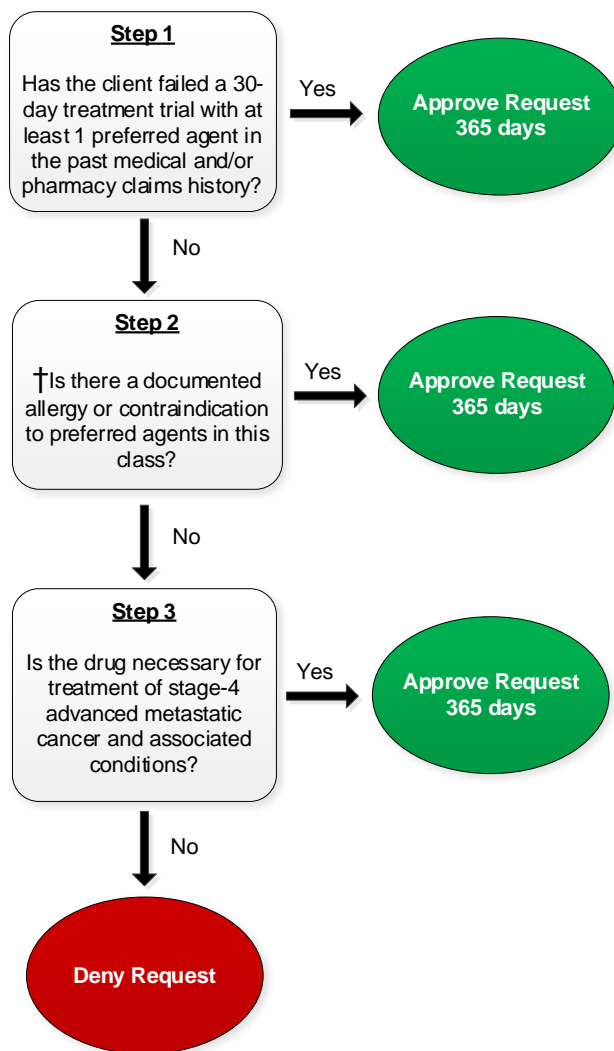 Step 1
Has the client failed a 30-
day treatment trial with at
least 1 preferred agent in
the past medical and/or
pharmacy claims history?
Yes
Approve Request
365 days
No
Step 2
†Is there a documented
allergy or contraindication
to preferred agents in this
class?
Yes
Approve Request
365 days
No
Step 3
Is the drug necessary for
treatment of stage-4
advanced metastatic
cancer and associated
conditions?
Yes
Approve Request
365 days
No
Deny Request